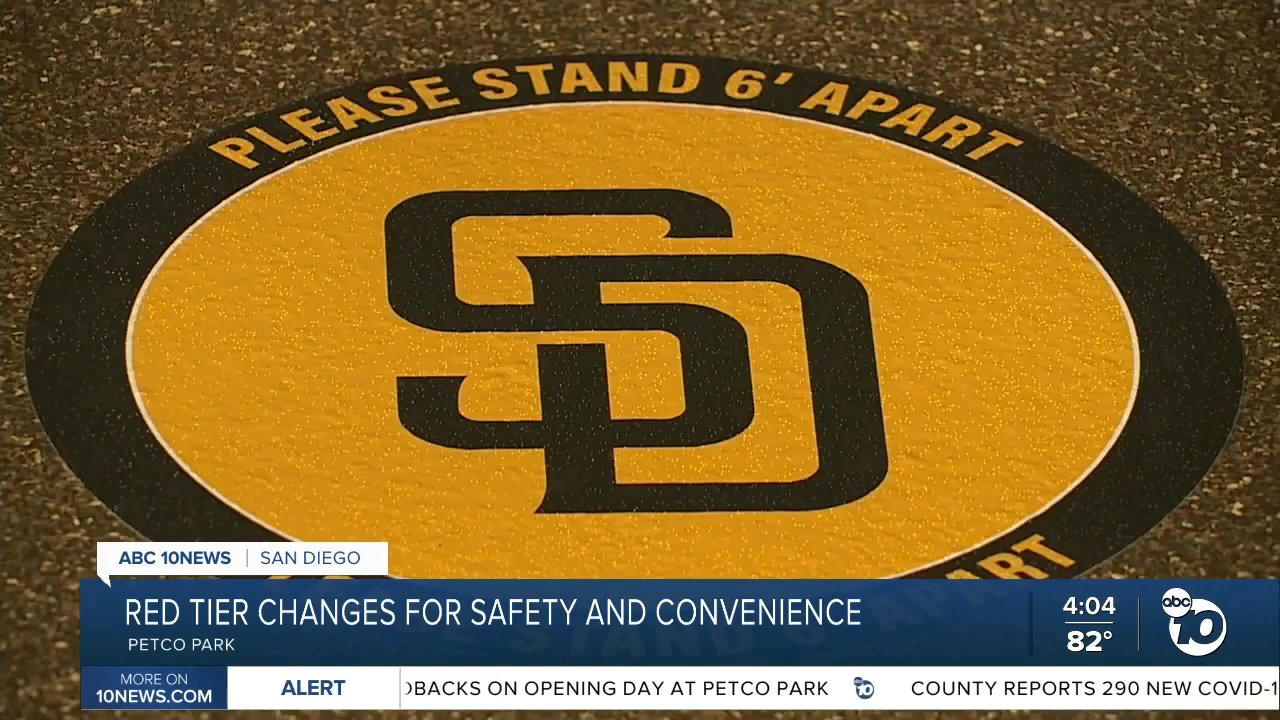 PLEASE STAND 6' APART
SD
ART
ABC 10NEWS | SAN DIEGO
RED TIER CHANGES FOR SAFETY AND CONVENIENCE
PETCO PARK
4:04
82°
abc
10
MORE ON
10NEWS.COM
ALERT
BACKS ON OPENING DAY AT PETCO PARK
COUNTY REPORTS 290 NEW COVID-1